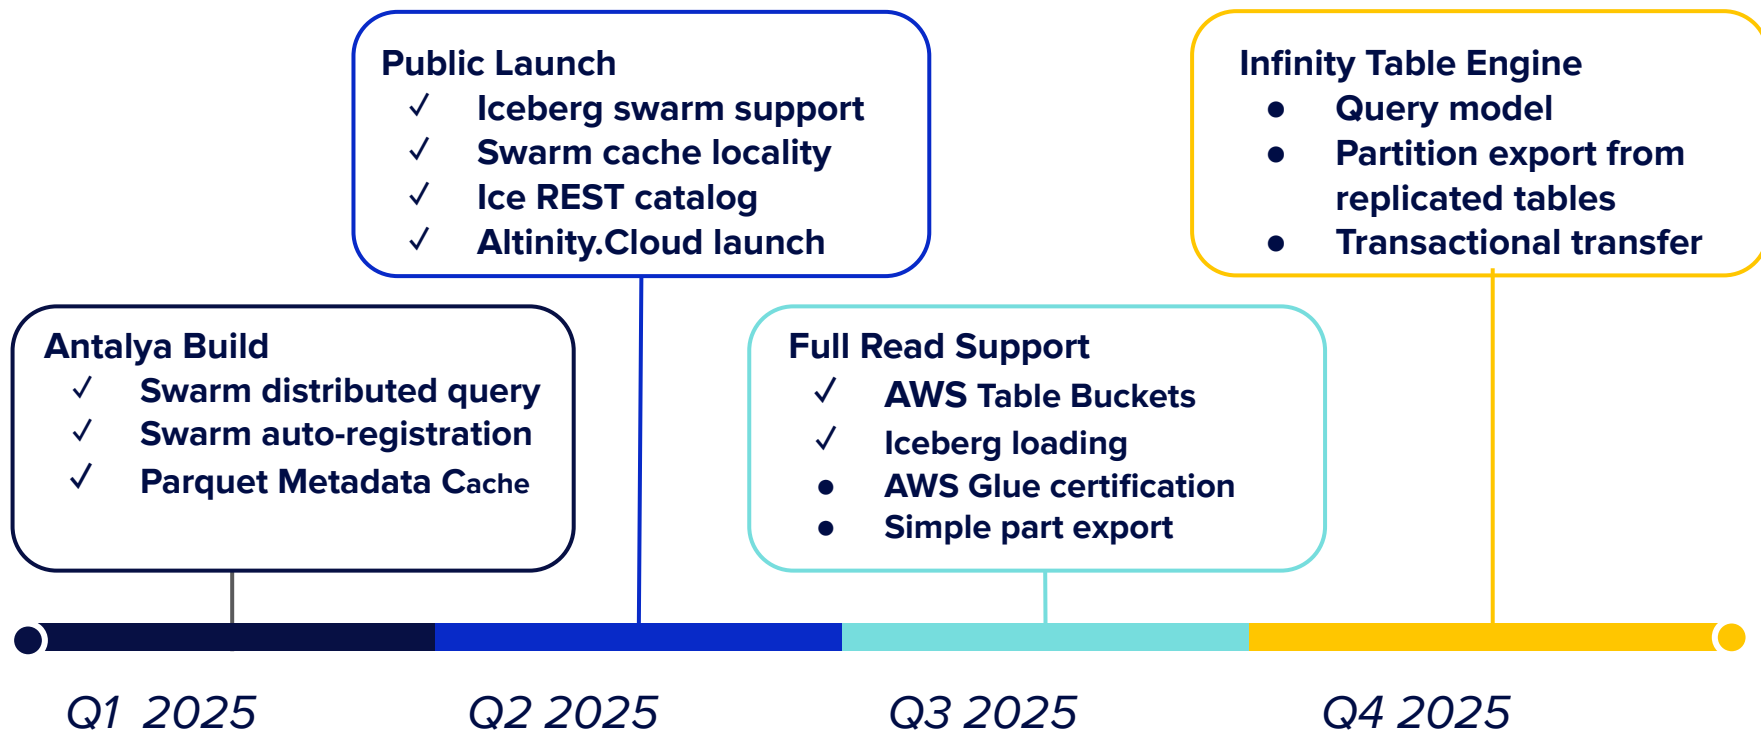 Public Launch
✓ Iceberg swarm support
✓ Swarm cache locality
✓ Ice REST catalog
✓ Altinity.Cloud launch
Infinity Table Engine
● Query model
● Partition export from
replicated tables
● Transactional transfer
Antalya Build
✓ Swarm distributed query
✓ Swarm auto-registration
✓ Parquet Metadata Cache
Full Read Support
✓ AWS Table Buckets
✓ Iceberg loading
● AWS Glue certification
● Simple part export
Q1 2025
Q2 2025
Q3 2025
Q4 2025